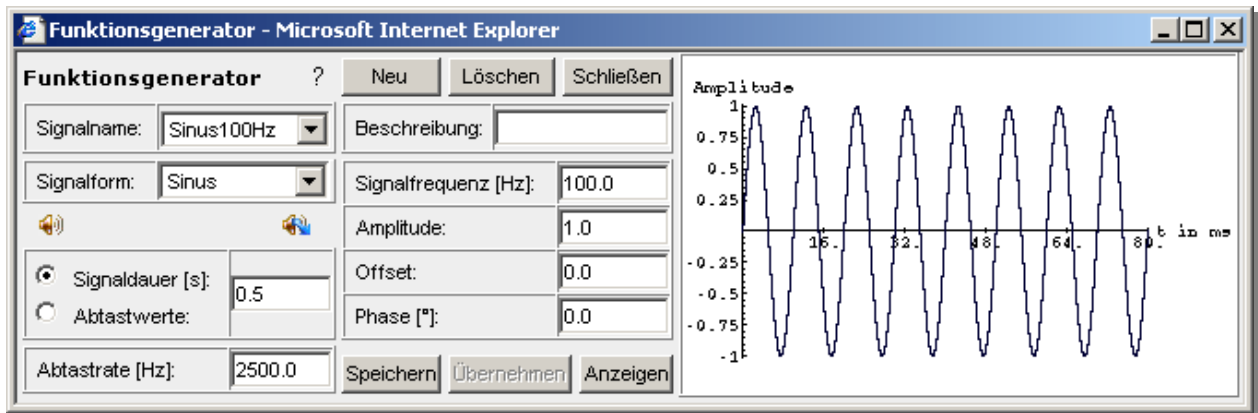 Funktionsgenerator - Microsoft Internet Explorer
Funktionsgenerator ? Neu Löschen Schließen
Signalname: Sinus100Hz Beschreibung:
Signalform: Sinus Signalfrequenz [Hz]: 100.0
Amplitude: 1.0
Signaldauer [s]: 0.5 Offset: 0.0
Abtastwerte: Phase [°]: 0.0
Abtastrate [Hz]: 2500.0 Speichern Übernehmen Anzeigen
Amplitude
1
0.75
0.5
0.25
16. 32. 48. 64. 80. t in ms
-0.25
-0.5
-0.75
-1